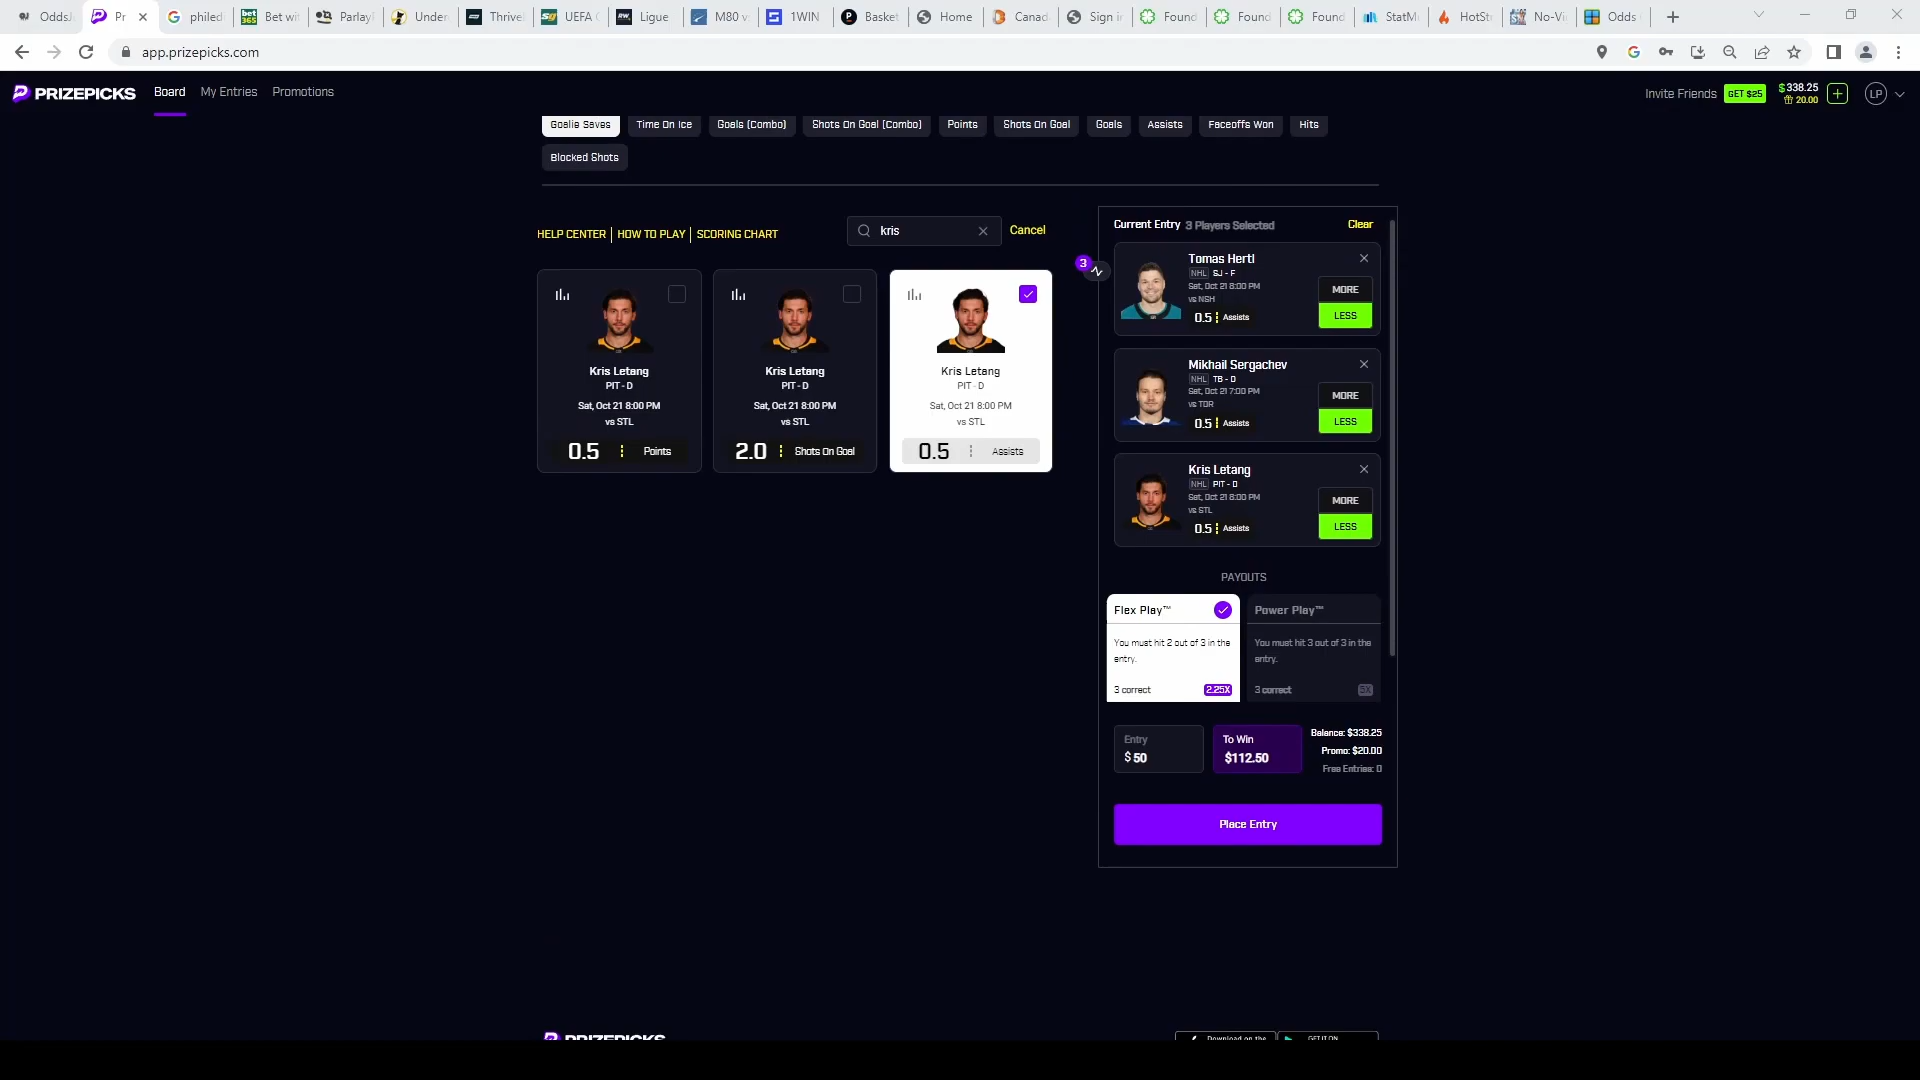 Odds
Pr
philed
Bet wit
Parlay
Under
Thrive
UEFA
Ligue
M80 v
1WIN
Basket
Home
Canad
Sign in
Found
Found
Found
StatM
HotSt
No-Vi
Odds
app.prizepicks.com
PRIZEPICKS
Board
My Entries
Promotions
Invite Friends
GET $25
$338.25
20.00
LP
Goalie Saves
Time On Ice
Goals (Combo)
Shots On Goal (Combo)
Points
Shots On Goal
Goals
Assists
Faceoffs Won
Hits
Blocked Shots
HELP CENTER
HOW TO PLAY
SCORING CHART
kris
Cancel
Kris Letang
PIT - D
Sat, Oct 21 8:00 PM
vs STL
0.5 Points
Kris Letang
PIT - D
Sat, Oct 21 8:00 PM
vs STL
2.0 Shots On Goal
Kris Letang
PIT - D
Sat, Oct 21 8:00 PM
vs STL
0.5 Assists
3
Current Entry 3 Players Selected
Clear
Tomas Hertl
NHL SJ - F
Sat, Oct 21 8:00 PM
vs NSH
0.5 Assists
MORE
LESS
Mikhail Sergachev
NHL TB - D
Sat, Oct 21 7:00 PM
vs TOR
0.5 Assists
MORE
LESS
Kris Letang
NHL PIT - D
Sat, Oct 21 8:00 PM
vs STL
0.5 Assists
MORE
LESS
PAYOUTS
Flex Play™
You must hit 2 out of 3 in the
entry.
3 correct 2.25X
Power Play™
You must hit 3 out of 3 in the
entry.
3 correct 5X
Entry
$ 50
To Win
$112.50
Balance: $338.25
Promo: $20.00
Free Entries: 0
Place Entry
PRIZEPICKS
Download on the
GET IT ON